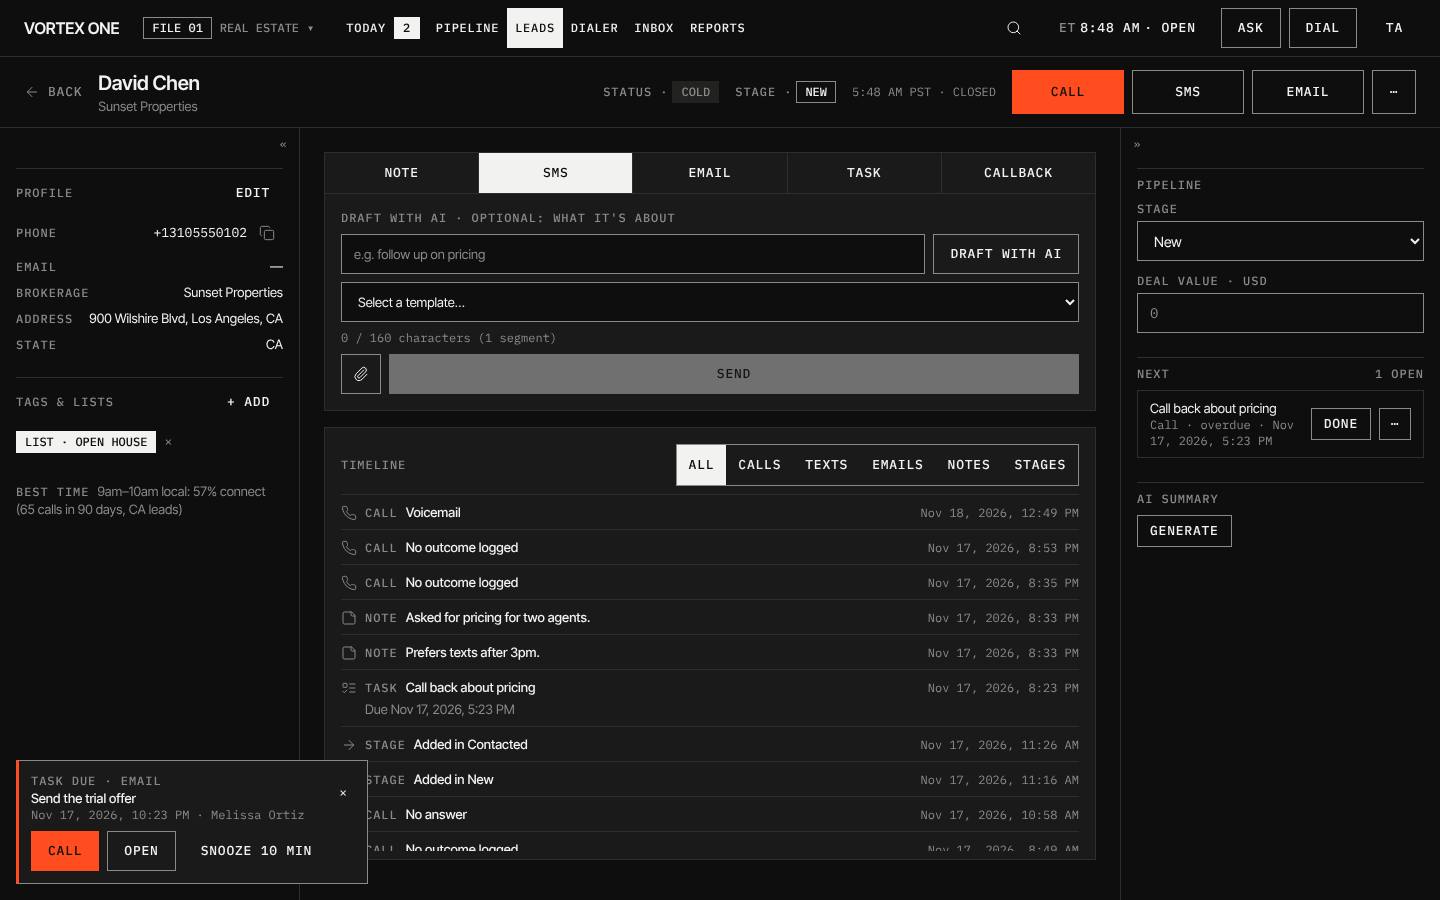 VORTEX ONE FILE 01 REAL ESTATE ▾ TODAY 2 PIPELINE LEADS DIALER INBOX REPORTS ET 8:48 AM · OPEN ASK DIAL TA
← BACK David Chen STATUS · COLD STAGE · NEW 5:48 AM PST · CLOSED CALL SMS EMAIL ⋯
Sunset Properties
«
PROFILE EDIT
PHONE +13105550102
EMAIL —
BROKERAGE Sunset Properties
ADDRESS 900 Wilshire Blvd, Los Angeles, CA
STATE CA
TAGS & LISTS + ADD
LIST · OPEN HOUSE ×
BEST TIME 9am–10am local: 57% connect
(65 calls in 90 days, CA leads)
NOTE SMS EMAIL TASK CALLBACK
DRAFT WITH AI · OPTIONAL: WHAT IT'S ABOUT
e.g. follow up on pricing DRAFT WITH AI
Select a template...
0 / 160 characters (1 segment)
SEND
TIMELINE ALL CALLS TEXTS EMAILS NOTES STAGES
CALL Voicemail Nov 18, 2026, 12:49 PM
CALL No outcome logged Nov 17, 2026, 8:53 PM
CALL No outcome logged Nov 17, 2026, 8:35 PM
NOTE Asked for pricing for two agents. Nov 17, 2026, 8:33 PM
NOTE Prefers texts after 3pm. Nov 17, 2026, 8:33 PM
TASK Call back about pricing Nov 17, 2026, 8:23 PM
Due Nov 17, 2026, 5:23 PM
STAGE Added in Contacted Nov 17, 2026, 11:26 AM
STAGE Added in New Nov 17, 2026, 11:16 AM
CALL No answer Nov 17, 2026, 10:58 AM
CALL No outcome logged Nov 17, 2026, 8:49 AM
»
PIPELINE
STAGE
New
DEAL VALUE · USD
0
NEXT 1 OPEN
Call back about pricing
Call · overdue · Nov
17, 2026, 5:23 PM
DONE ⋯
AI SUMMARY
GENERATE
TASK DUE · EMAIL ×
Send the trial offer
Nov 17, 2026, 10:23 PM · Melissa Ortiz
CALL OPEN SNOOZE 10 MIN